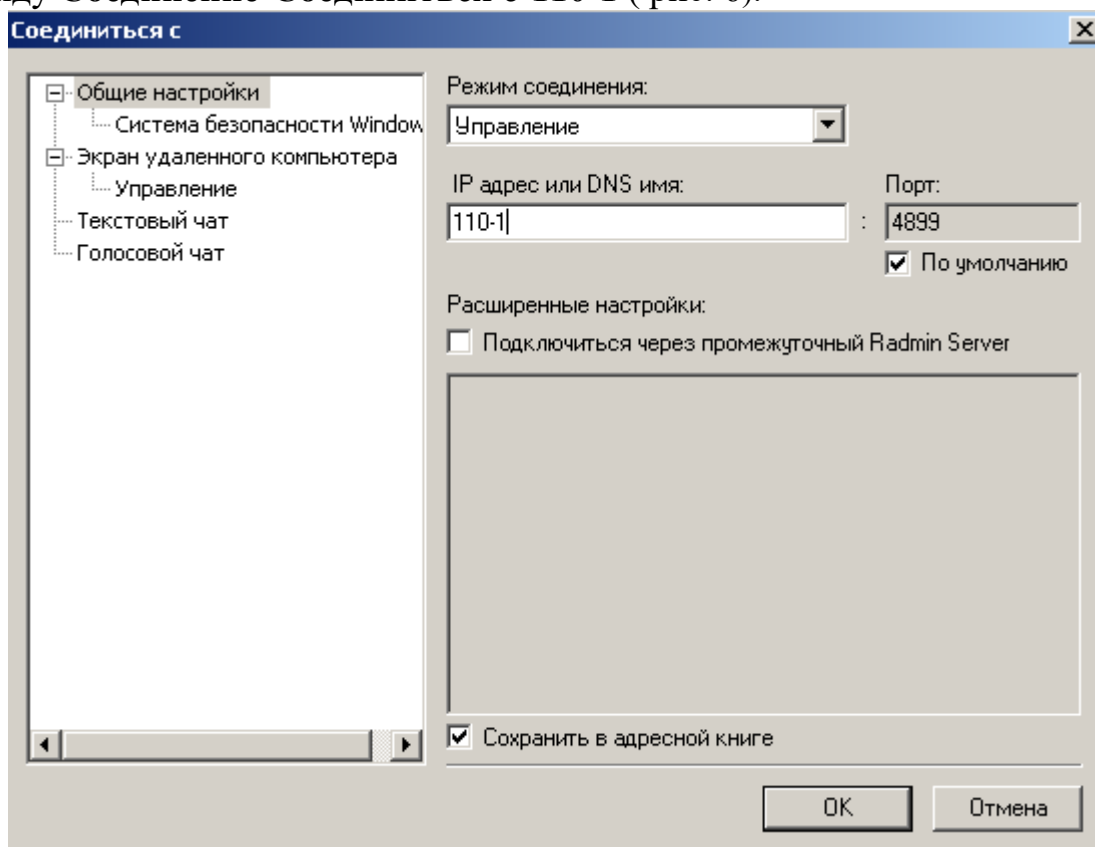 Соединиться с
Общие настройки
Система безопасности Window
Экран удаленного компьютера
Управление
Текстовый чат
Голосовой чат
Режим соединения:
Управление
IP адрес или DNS имя:
Порт:
110-1
:
4899
По умолчанию
Расширенные настройки:
Подключиться через промежуточный Radmin Server
Сохранить в адресной книге
OK
Отмена